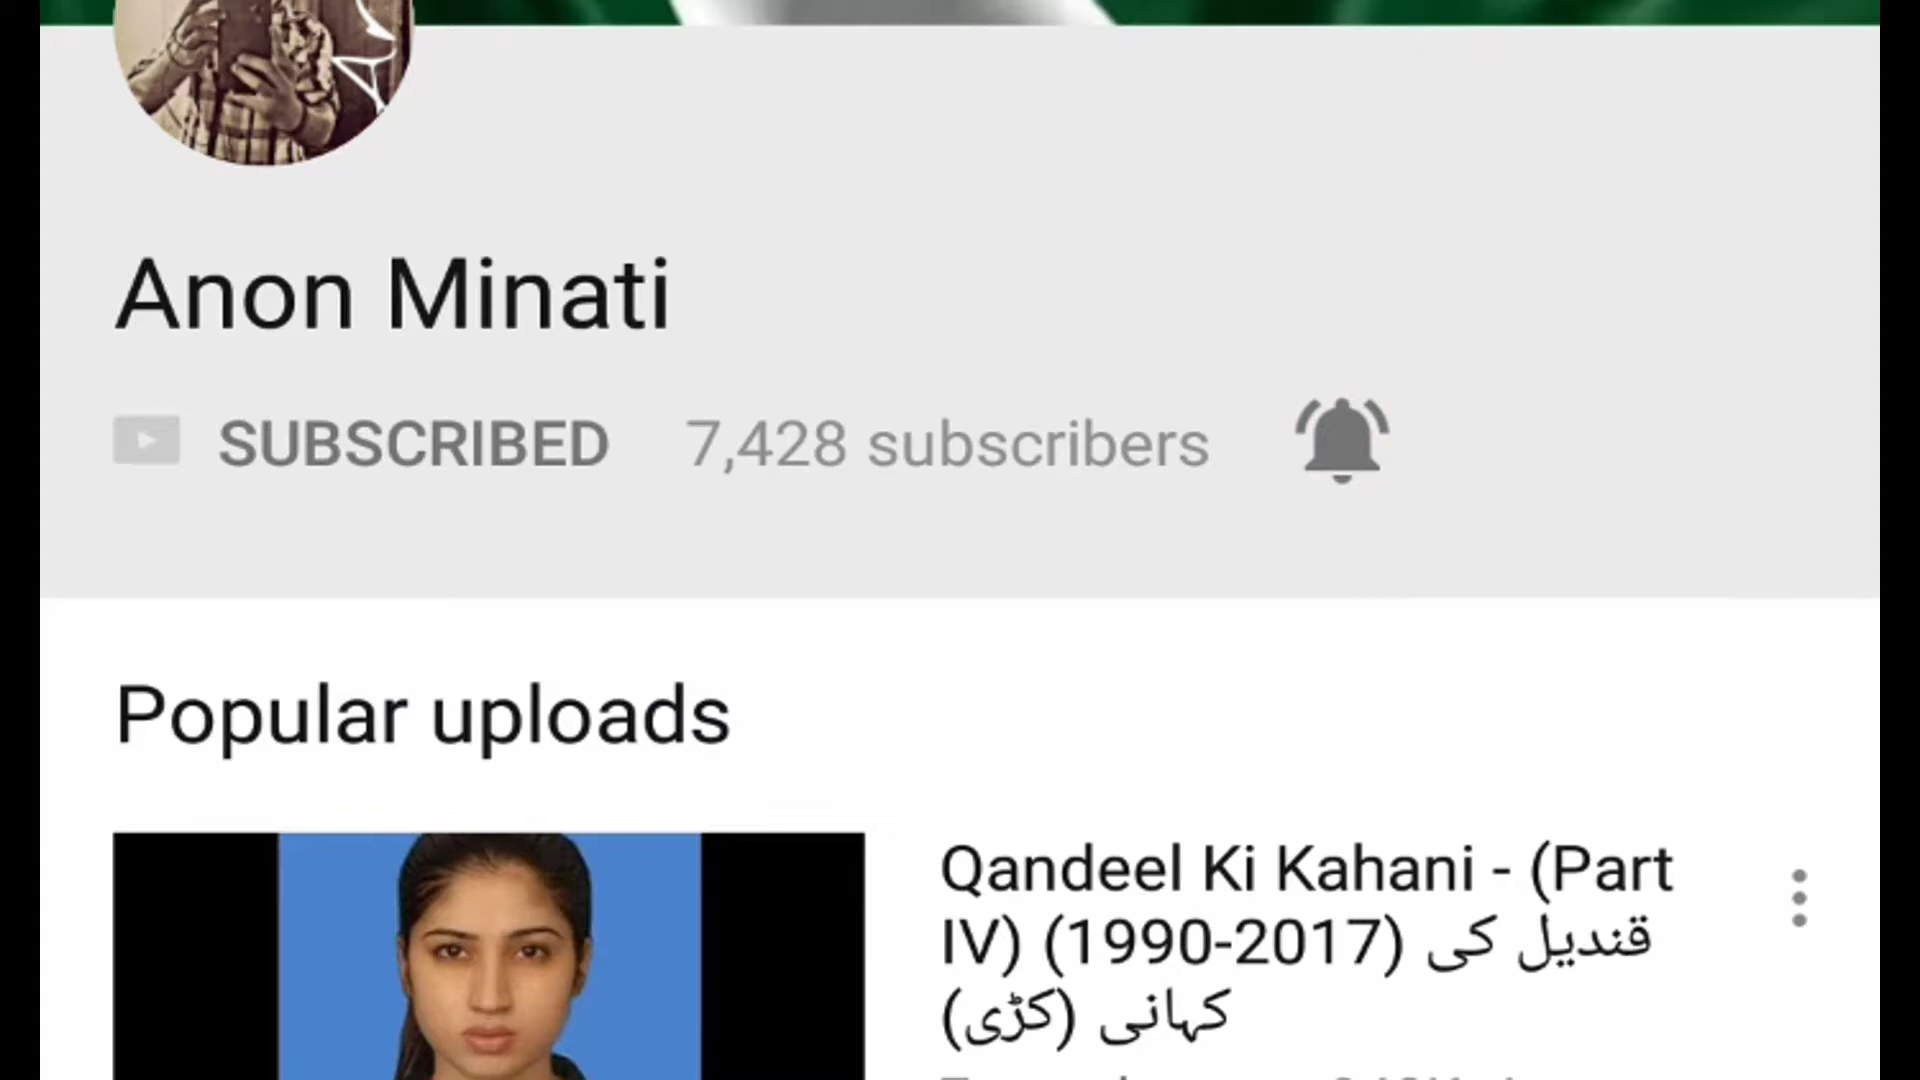 Anon Minati
SUBSCRIBED 7,428 subscribers
Popular uploads
Qandeel Ki Kahani - (Part
IV) (1990-2017) قندیل کی
کہانی (کڑی)